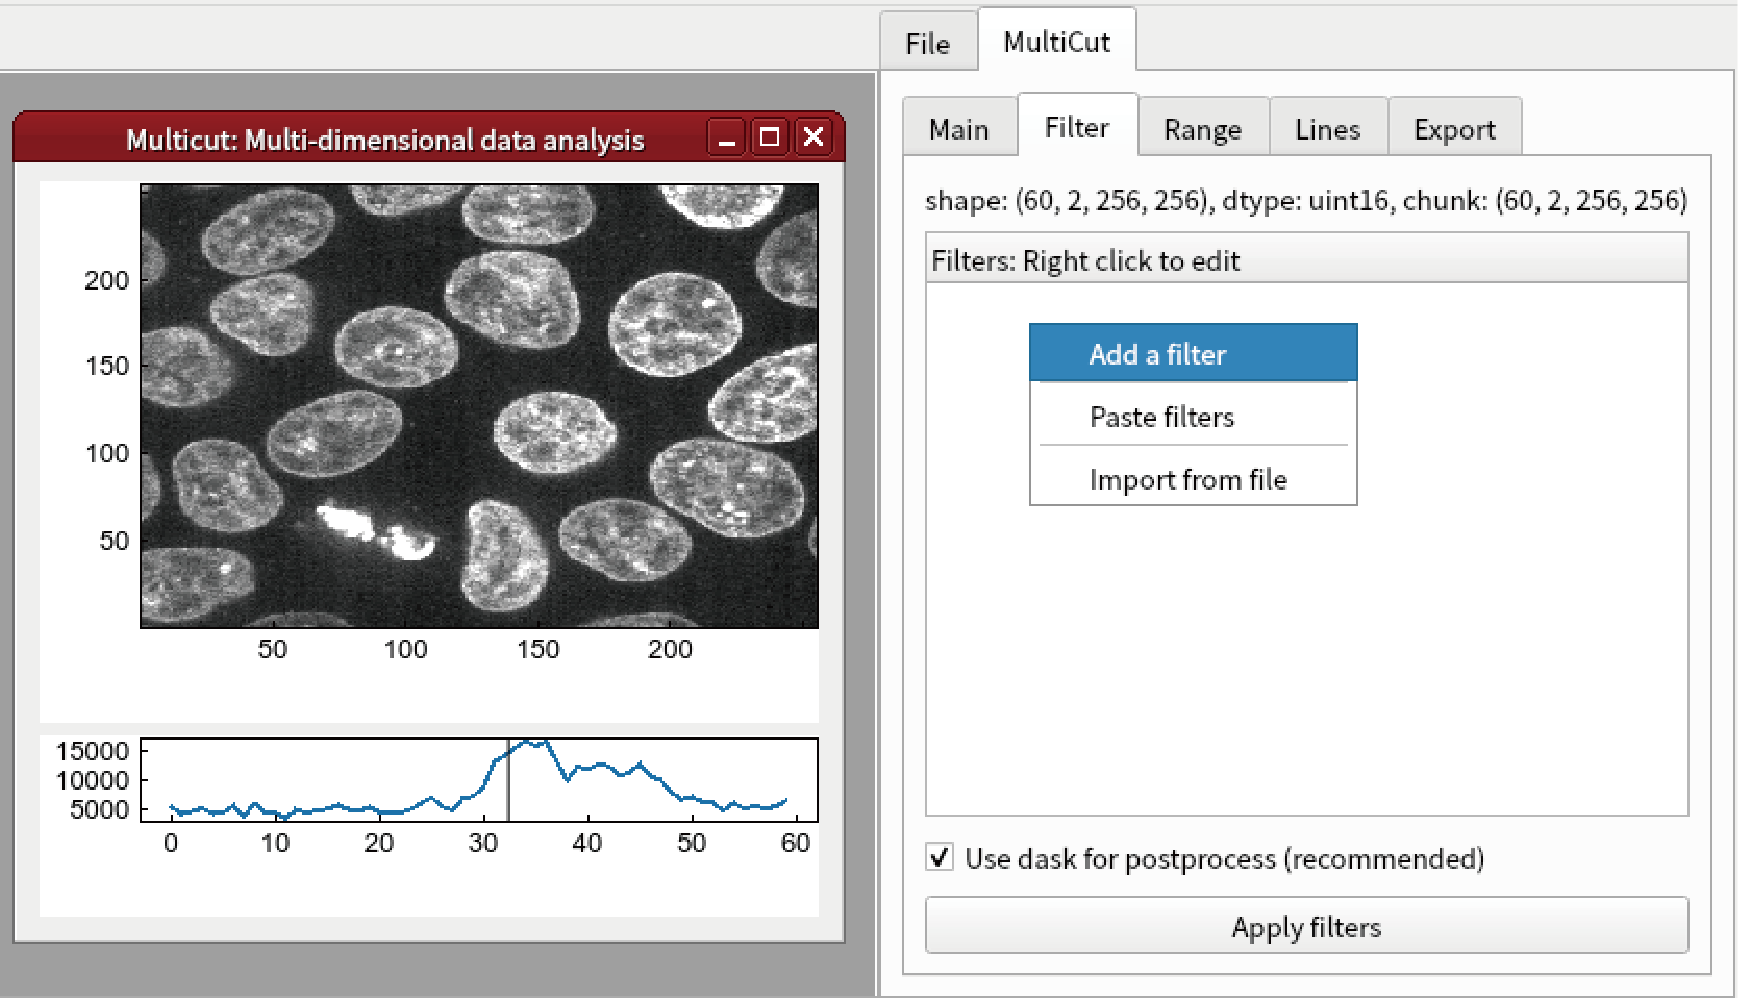 File
MultiCut
Multicut: Multi-dimensional data analysis
Main
Filter
Range
Lines
Export
shape: (60, 2, 256, 256), dtype: uint16, chunk: (60, 2, 256, 256)
Filters: Right click to edit
Add a filter
Paste filters
Import from file
200
150
100
50
50
100
150
200
15000
10000
5000
0
10
20
30
40
50
60
Use dask for postprocess (recommended)
Apply filters